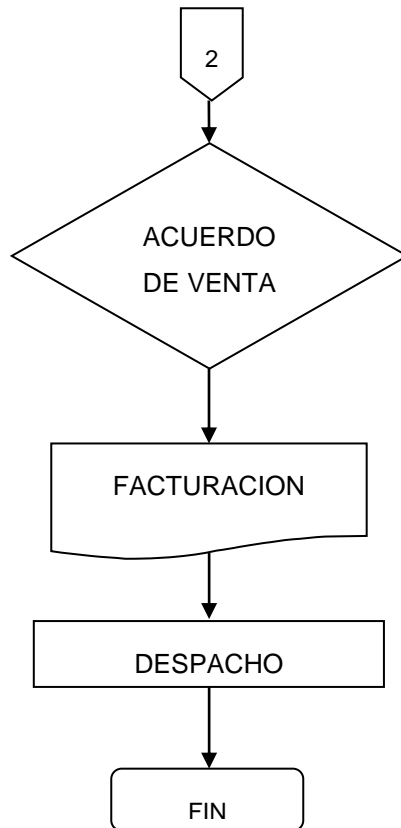 2
ACUERDO
DE VENTA
FACTURACION
DESPACHO
FIN